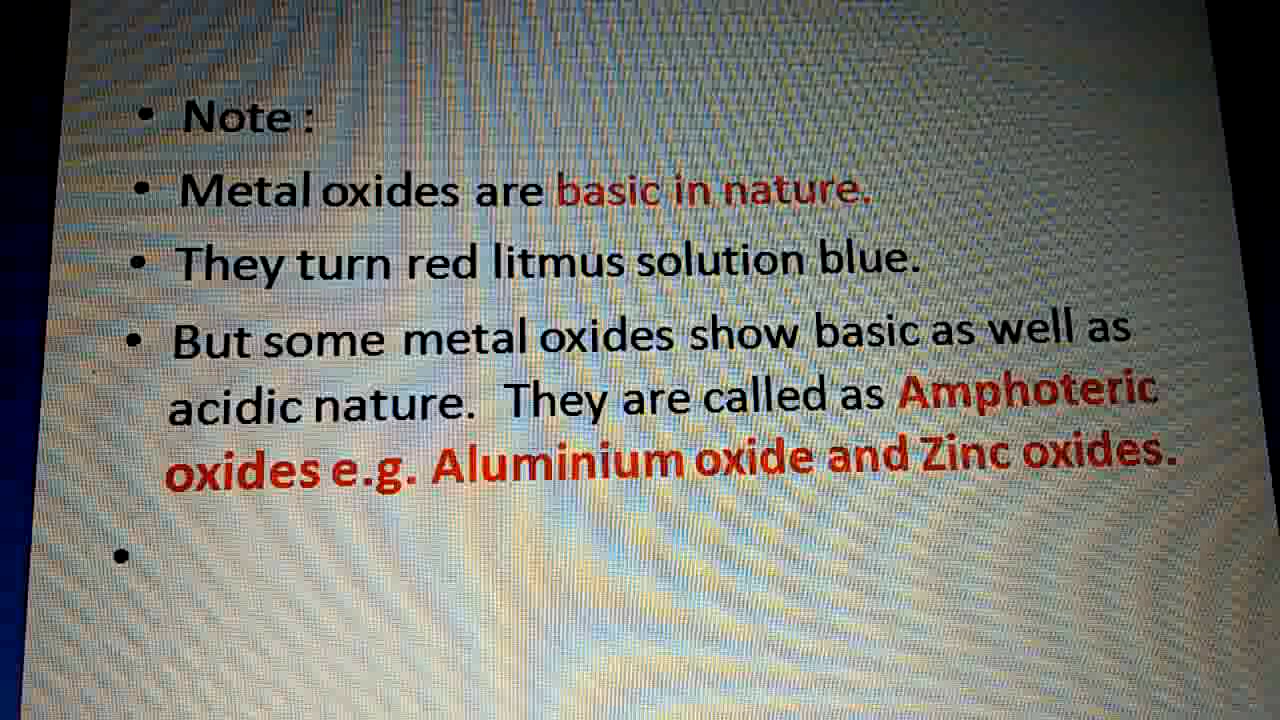 • Note :
• Metal oxides are basic in nature.
• They turn red litmus solution blue.
• But some metal oxides show basic as well as
acidic nature. They are called as Amphoteric
oxides e.g. Aluminium oxide and Zinc oxides.
•